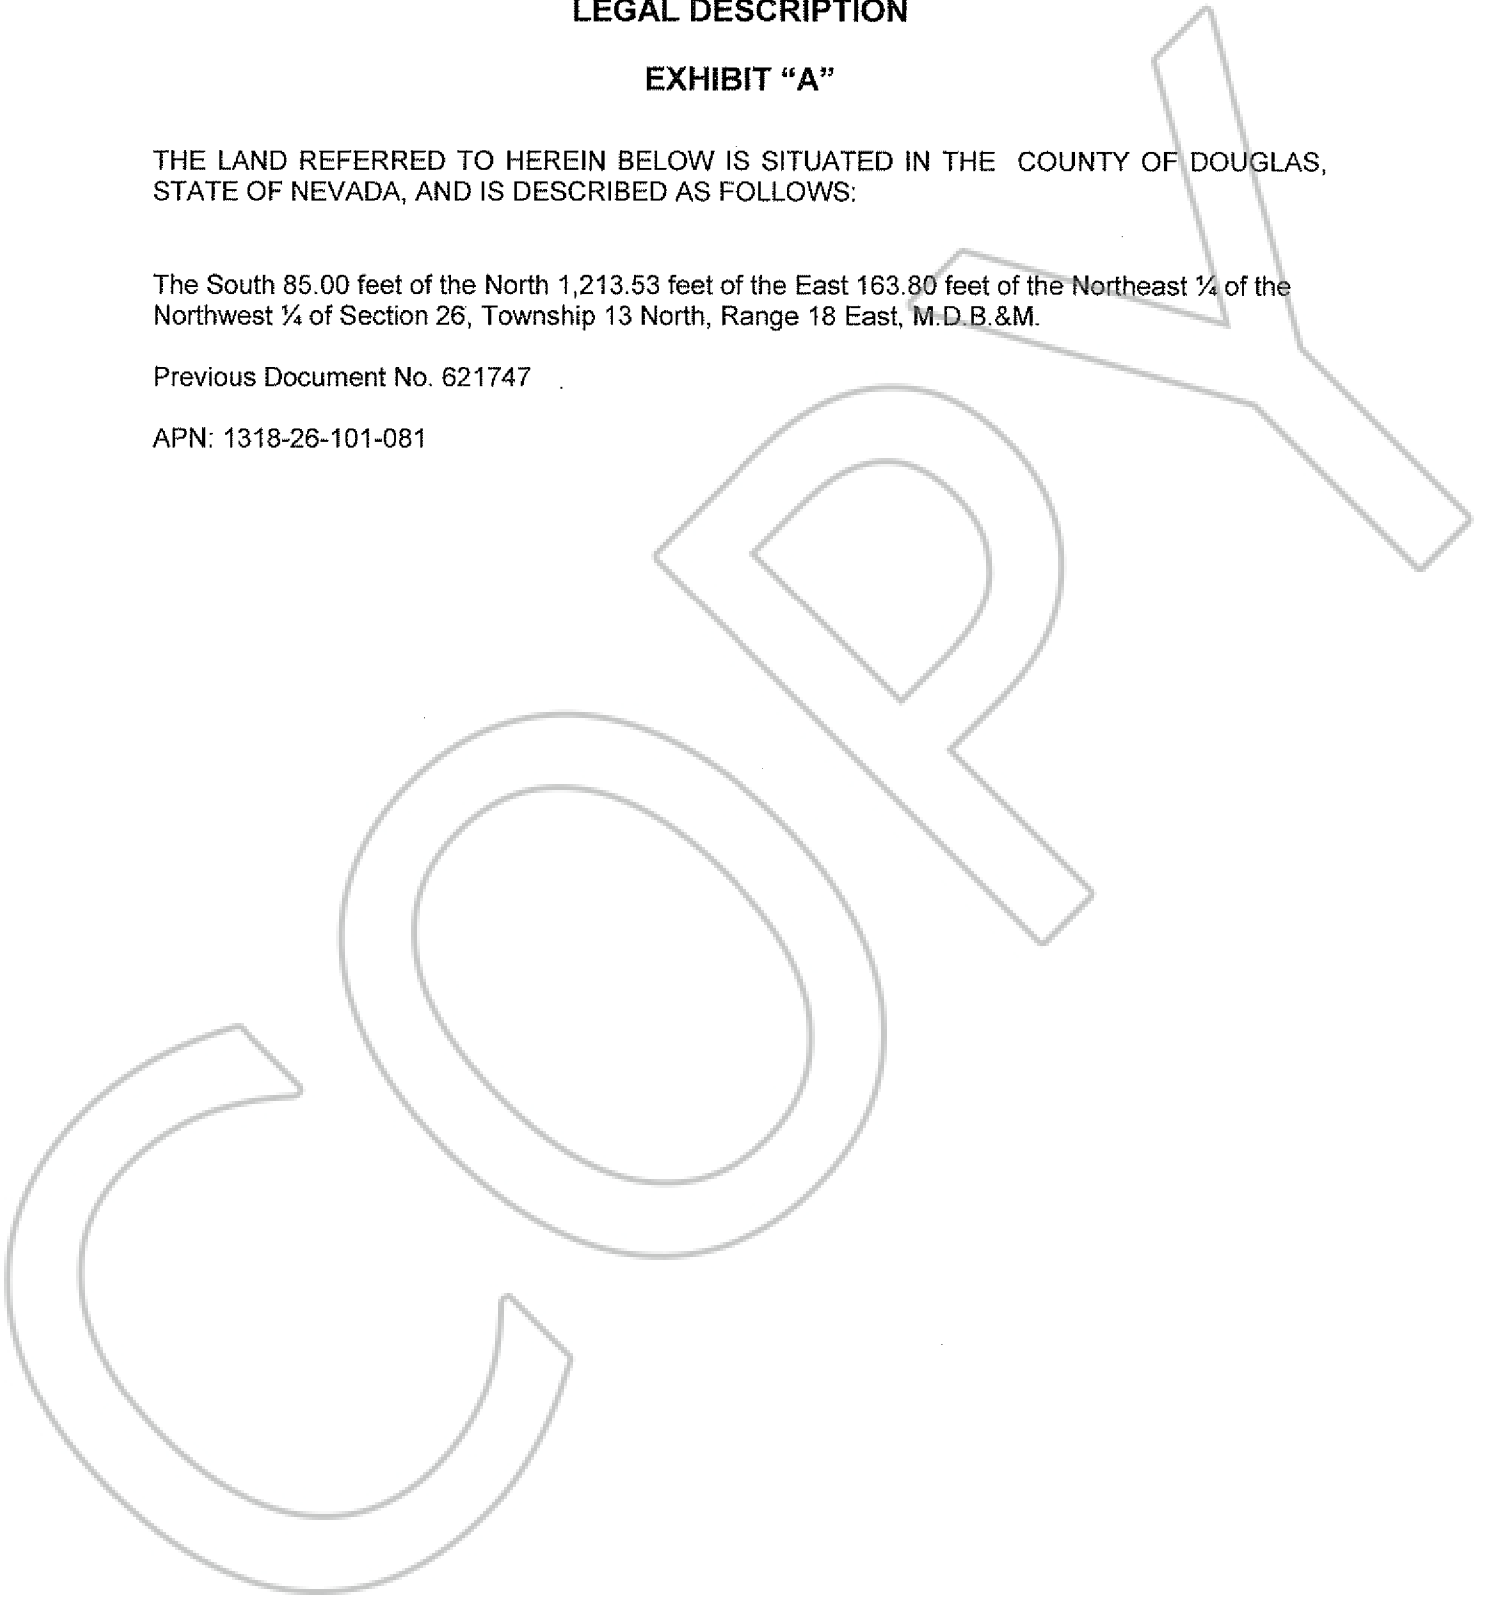 LEGAL DESCRIPTION
EXHIBIT “A”
THE LAND REFERRED TO HEREIN BELOW IS SITUATED IN THE COUNTY OF DOUGLAS,
STATE OF NEVADA, AND IS DESCRIBED AS FOLLOWS:
The South 85.00 feet of the North 1,213.53 feet of the East 163.80 feet of the Northeast ¼ of the
Northwest ¼ of Section 26, Township 13 North, Range 18 East, M.D.B.&M.
Previous Document No. 621747
APN: 1318-26-101-081
COPY